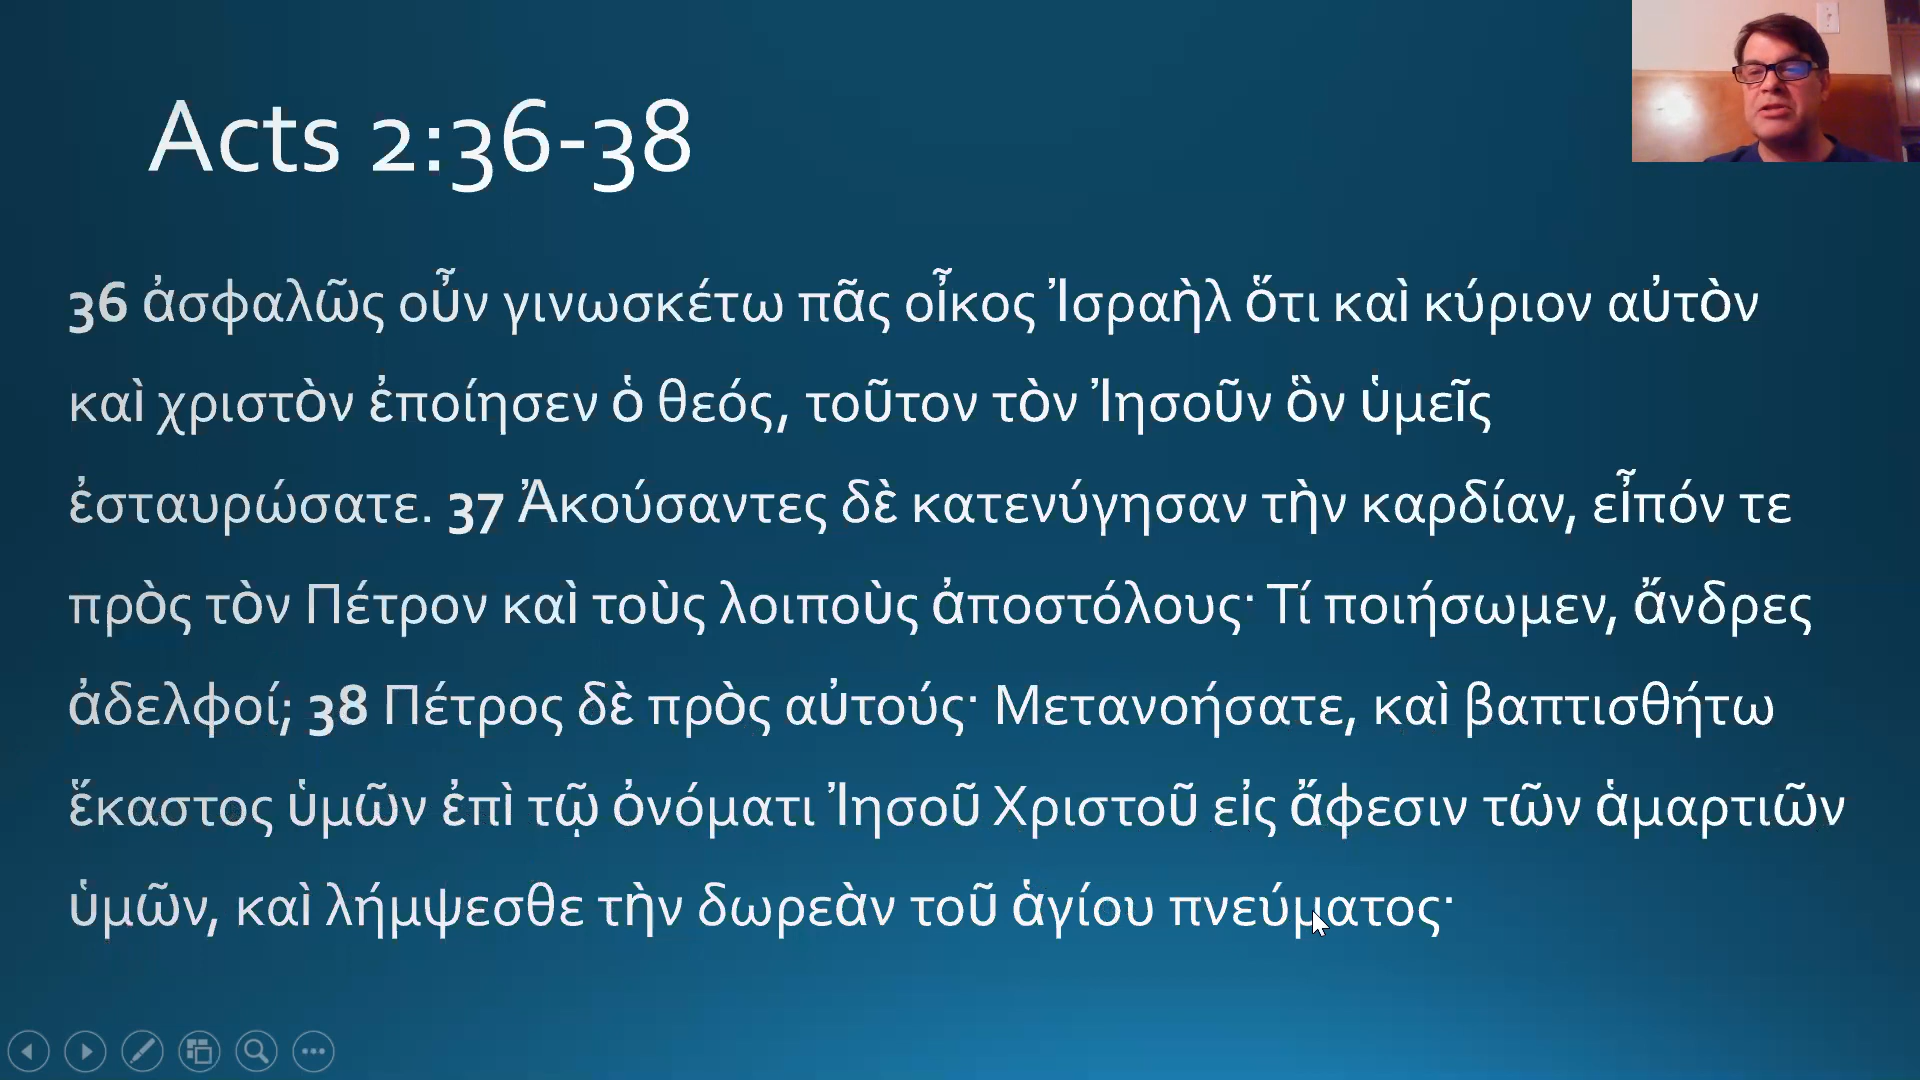 Acts 2:36-38
36 ἀσφαλῶς οὖν γινωσκέτω πᾶς οἶκος Ἰσραὴλ ὅτι καὶ κύριον αὐτὸν
καὶ χριστὸν ἐποίησεν ὁ θεός, τοῦτον τὸν Ἰησοῦν ὃν ὑμεῖς
ἐσταυρώσατε. 37 Ἀκούσαντες δὲ κατενύγησαν τὴν καρδίαν, εἶπόν τε
πρὸς τὸν Πέτρον καὶ τοὺς λοιποὺς ἀποστόλους· Τί ποιήσωμεν, ἄνδρες
ἀδελφοί; 38 Πέτρος δὲ πρὸς αὐτούς· Μετανοήσατε, καὶ βαπτισθήτω
ἕκαστος ὑμῶν ἐπὶ τῷ ὀνόματι Ἰησοῦ Χριστοῦ εἰς ἄφεσιν τῶν ἁμαρτιῶν
ὑμῶν, καὶ λήμψεσθε τὴν δωρεὰν τοῦ ἁγίου πνεύματος·